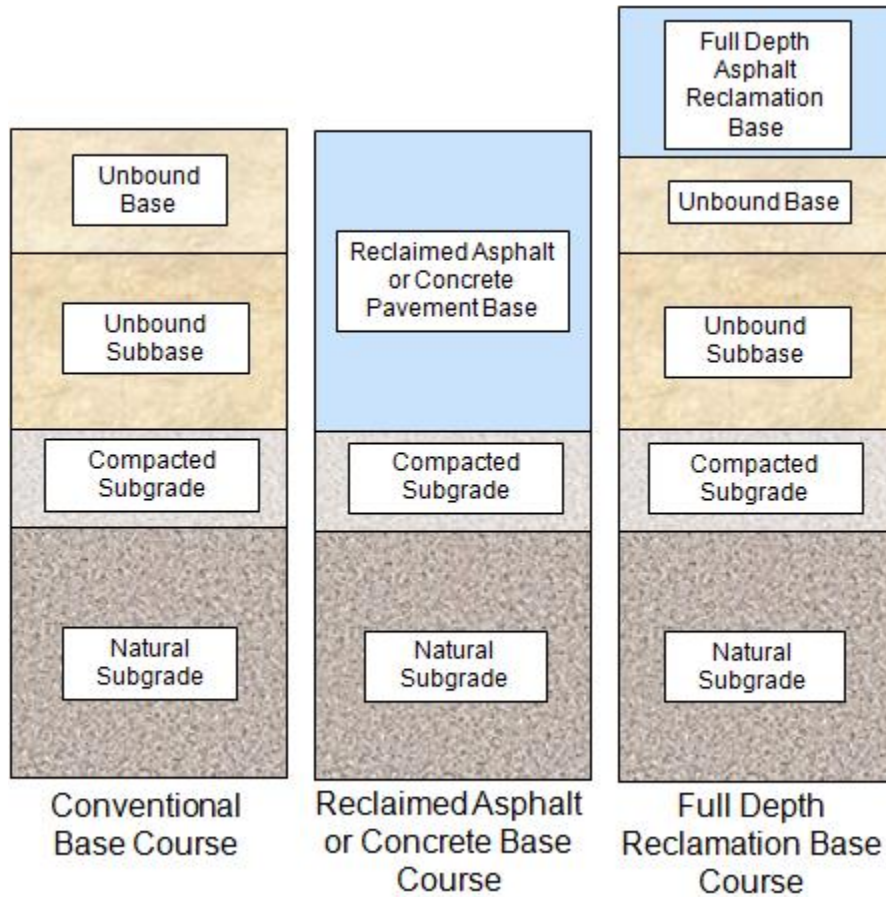 Unbound
Base
Unbound
Subbase
Compacted
Subgrade
Natural
Subgrade
Conventional
Base Course
Reclaimed Asphalt
or Concrete
Pavement Base
Compacted
Subgrade
Natural
Subgrade
Reclaimed Asphalt
or Concrete Base
Course
Full Depth
Asphalt
Reclamation
Base
Unbound Base
Unbound
Subbase
Compacted
Subgrade
Natural
Subgrade
Full Depth
Reclamation Base
Course